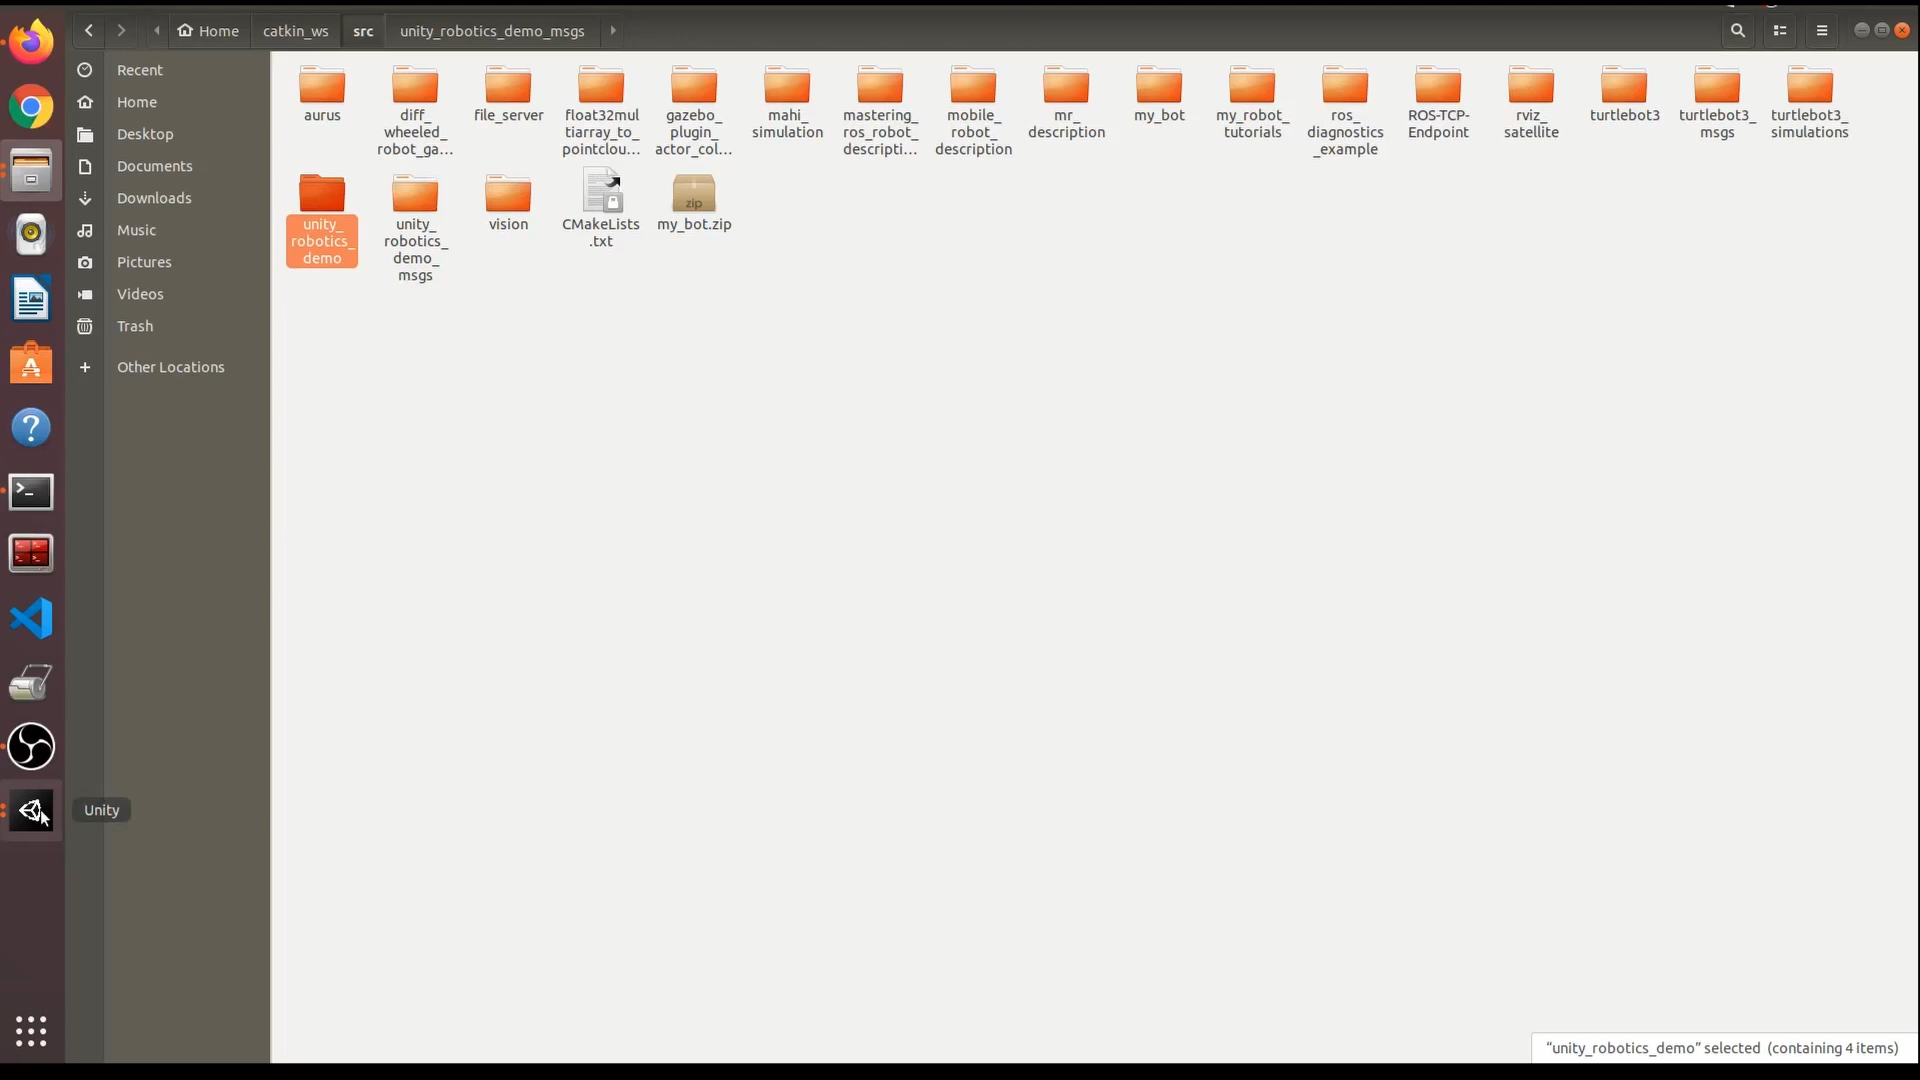 Home
catkin_ws
src
unity_robotics_demo_msgs
Recent
Home
Desktop
Documents
Downloads
Music
Pictures
Videos
Trash
Other Locations
Unity
aurus
diff_
wheeled_
robot_ga...
file_server
float32mul
tiarray_to_
pointclou...
gazebo_
plugin_
actor_col...
mahi_
simulation
mastering_
ros_robot_
descripti...
mobile_
robot_
description
mr_
description
my_bot
my_robot_
tutorials
ros_
diagnostics
_example
ROS-TCP-
Endpoint
rviz_
satellite
turtlebot3
turtlebot3_
msgs
turtlebot3_
simulations
unity_
robotics_
demo
unity_
robotics_
demo_
msgs
vision
CMakeLists
.txt
zip
my_bot.zip
“unity_robotics_demo” selected (containing 4 items)